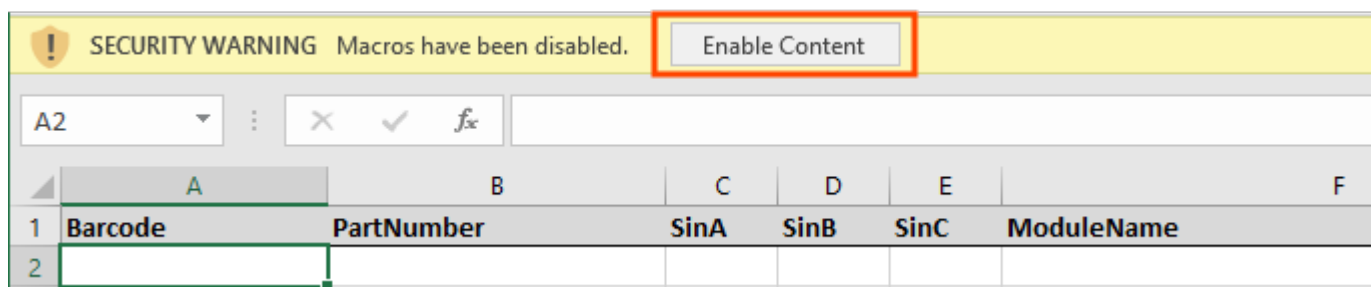 SECURITY WARNING Macros have been disabled. Enable Content
A2 fx
A B C D E F
1 Barcode PartNumber SinA SinB SinC ModuleName
2